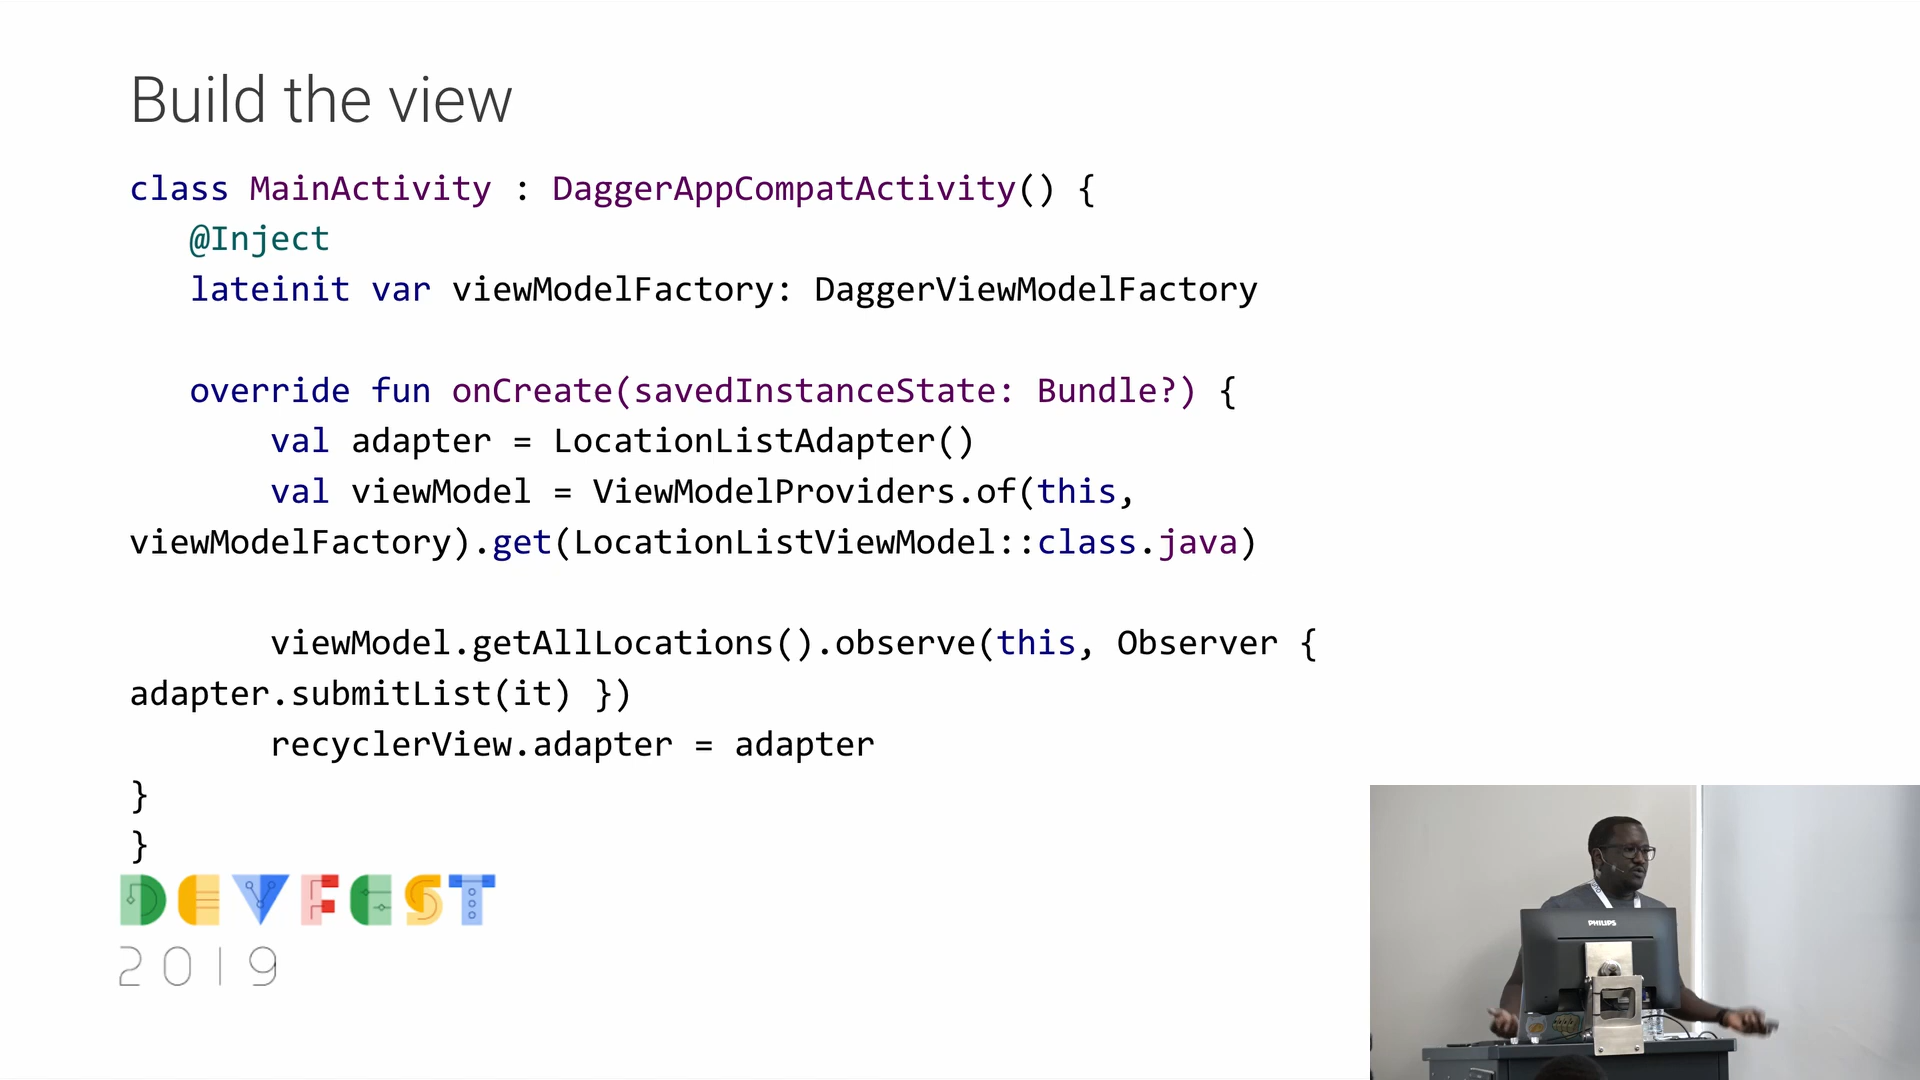 Build the view
class MainActivity : DaggerAppCompatActivity() {
@Inject
lateinit var viewModelFactory: DaggerViewModelFactory
override fun onCreate(savedInstanceState: Bundle?) {
val adapter = LocationListAdapter()
val viewModel = ViewModelProviders.of(this,
viewModelFactory).get(LocationListViewModel::class.java)
viewModel.getAllLocations().observe(this, Observer {
adapter.submitList(it) })
recyclerView.adapter = adapter
}
}
DEVFEST
2019
PHILIPS